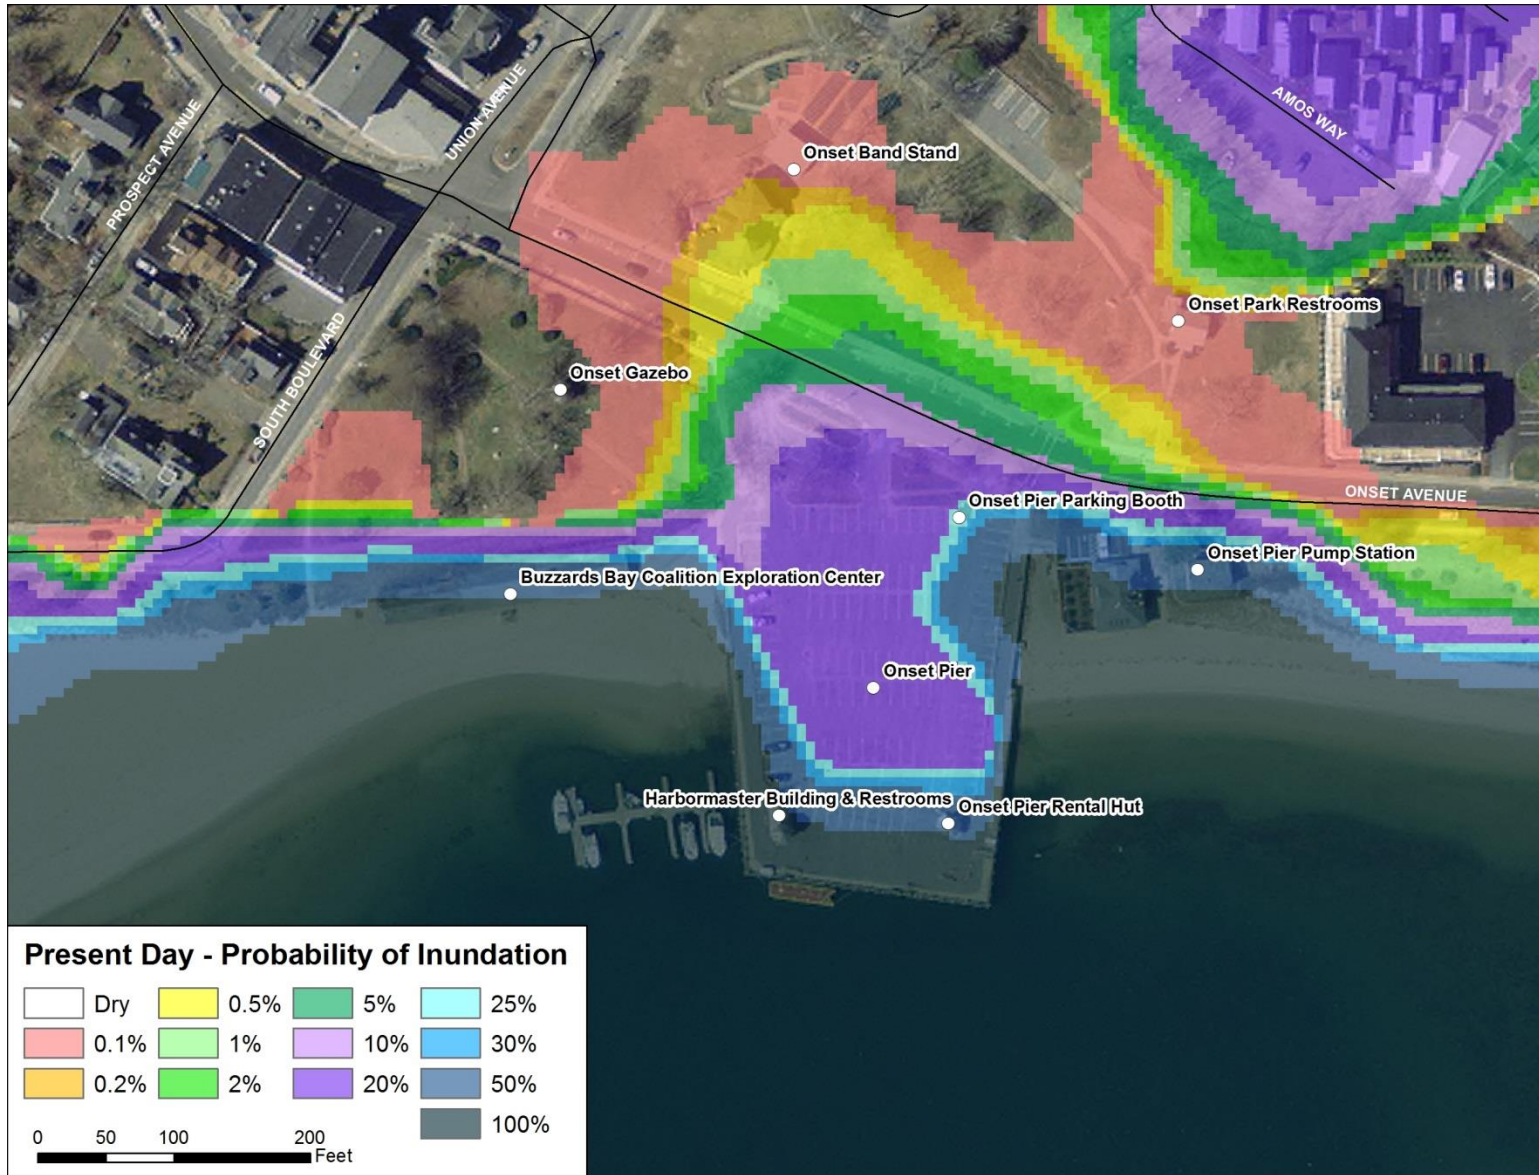 PROSPECT AVENUE
UNION AVENUE
AMOS WAY
Onset Band Stand
Onset Park Restrooms
Onset Gazebo
SOUTH BOULEVARD
ONSET AVENUE
Onset Pier Parking Booth
Onset Pier Pump Station
Buzzards Bay Coalition Exploration Center
Onset Pier
Harbormaster Building & Restrooms
Onset Pier Rental Hut
Present Day - Probability of Inundation
Dry
0.1%
0.2%
0.5%
1%
2%
5%
10%
20%
25%
30%
50%
100%
0 50 100 200
Feet